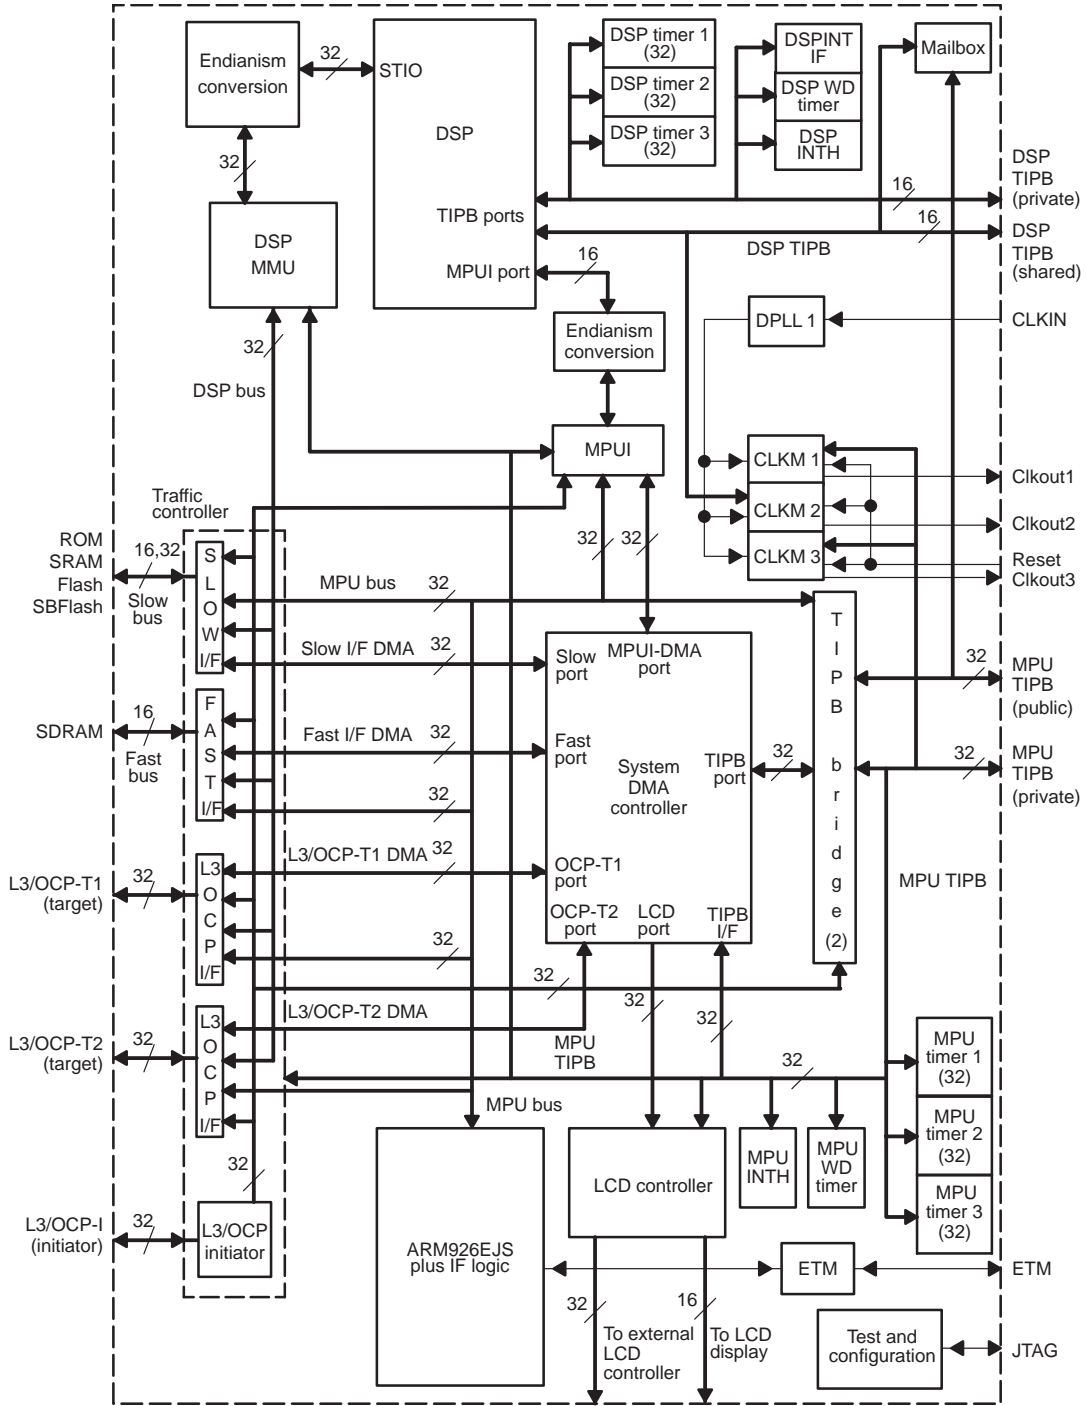 Endianism
conversion
32
STIO
DSP
TIPB ports
MPUI port
DSP timer 1
(32)
DSP timer 2
(32)
DSP timer 3
(32)
DSPINT
IF
DSP WD
timer
DSP
INTH
Mailbox
32
DSP
MMU
16
DSP
TIPB
(private)
16
DSP
TIPB
(shared)
DSP TIPB
16
Endianism
conversion
DPLL 1
CLKIN
32
DSP bus
MPUI
CLKM 1
CLKM 2
CLKM 3
Clkout1
Clkout2
Reset
Clkout3
Traffic
controller
ROM
SRAM
Flash
SBFlash
16,32
Slow
bus
S
L
O
W
I/F
32
32
MPU bus
32
Slow I/F DMA
32
Slow
port
MPUI-DMA
port
T
I
P
B
b
r
i
d
g
e
(2)
32
MPU
TIPB
(public)
SDRAM
16
Fast
bus
F
A
S
T
I/F
Fast I/F DMA
32
Fast
port
System
DMA
controller
TIPB
port
32
32
MPU
TIPB
(private)
32
L3/OCP-T1
(target)
32
L3
O
C
P
I/F
L3/OCP-T1 DMA
32
OCP-T1
port
OCP-T2
port
LCD
port
TIPB
I/F
MPU TIPB
32
32
32
32
L3/OCP-T2
(target)
32
L3
O
C
P
I/F
L3/OCP-T2 DMA
MPU
TIPB
32
MPU bus
MPU
timer 1
(32)
MPU
timer 2
(32)
MPU
timer 3
(32)
32
L3/OCP-I
(initiator)
32
L3/OCP
initiator
ARM926EJS
plus IF logic
LCD controller
MPU
INTH
MPU
WD
timer
ETM
ETM
32
To external
LCD
controller
16
To LCD
display
Test and
configuration
JTAG